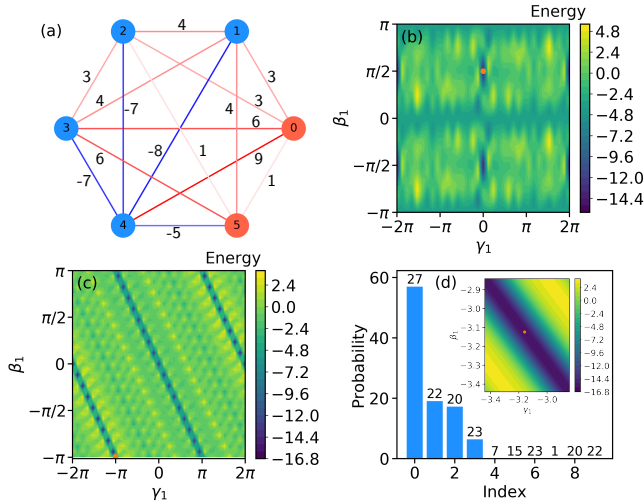 (a)
2
4
1
3
3
4
-7
4
3
3
6
0
6
-8
1
9
-7
1
4
-5
5
Energy
(b)
π
π/2
0
−π/2
−π
β₁
−2π −π 0 π 2π
γ₁
4.8
2.4
0.0
−2.4
−4.8
−7.2
−9.6
−12.0
−14.4
Energy
(c)
π
π/2
0
−π/2
−π
β₁
−2π −π 0 π 2π
γ₁
2.4
0.0
−2.4
−4.8
−7.2
−9.6
−12.0
−14.4
−16.8
(d)
Probability
60
40
20
0
27
22
20
23
7 15 23 1 20 22
0 2 4 6 8
Index
β₁
−2.9
−3.0
−3.1
−3.2
−3.3
−3.4
−3.4 −3.2 −3.0
γ₁
2.4
0.0
−2.4
−4.8
−7.2
−9.6
−12.0
−14.4
−16.8